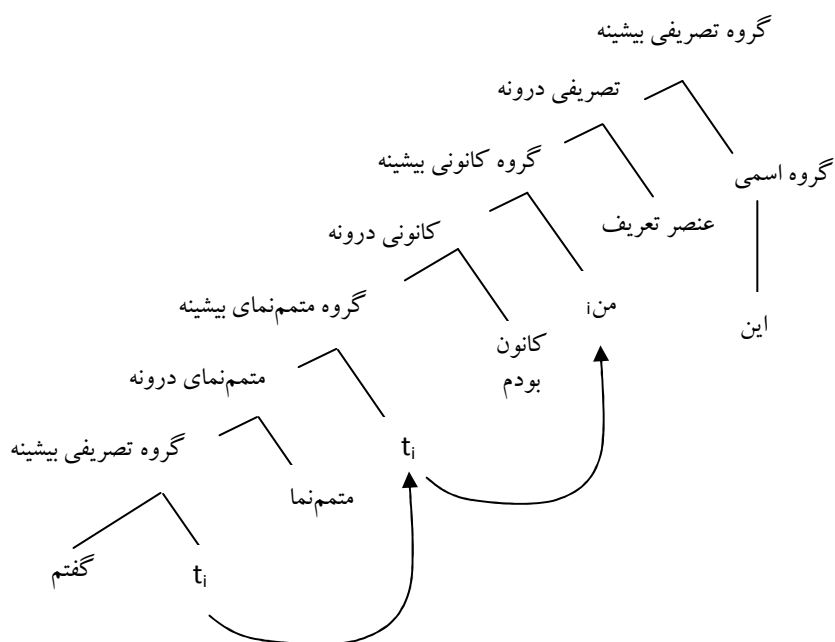 گروه تصریفی بیشینه
تصریفی درونه
گروه اسمی
گروه کانونی بیشینه
عنصر تعریف
کانونی درونه
این
منi
گروه متمم‌نمای بیشینه
کانون
بودم
متمم‌نمای درونه
ti
گروه تصریفی بیشینه
متمم‌نما
ti
گفتم